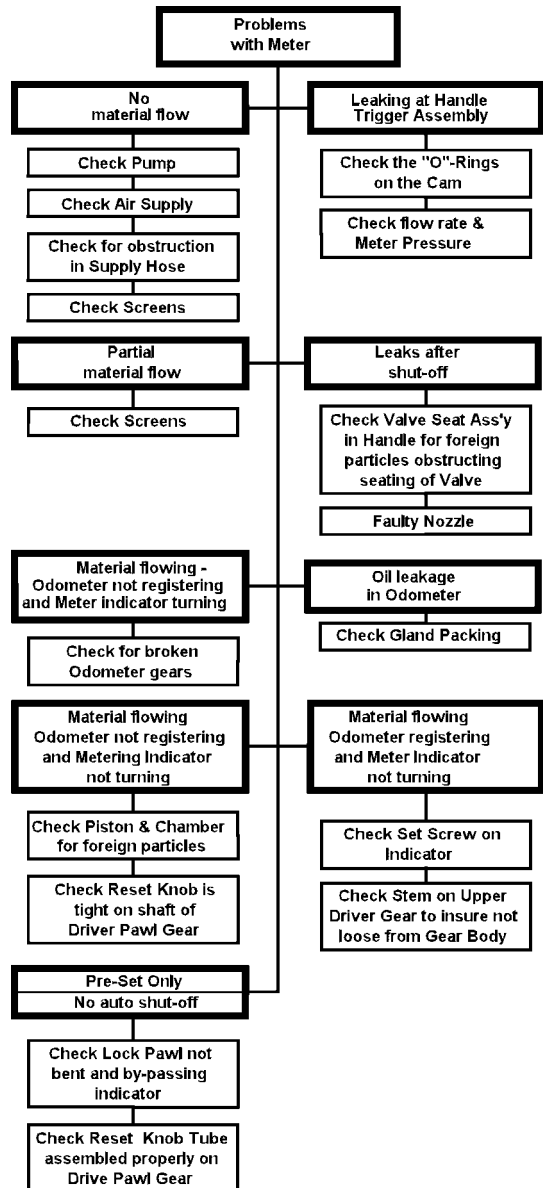 Problems
with Meter
No
material flow
Check Pump
Check Air Supply
Check for obstruction
in Supply Hose
Check Screens
Leaking at Handle
Trigger Assembly
Check the "O"-Rings
on the Cam
Check flow rate &
Meter Pressure
Partial
material flow
Check Screens
Leaks after
shut-off
Check Valve Seat Ass'y
in Handle for foreign
particles obstructing
seating of Valve
Faulty Nozzle
Material flowing -
Odometer not registering
and Meter indicator turning
Check for broken
Odometer gears
Oil leakage
in Odometer
Check Gland Packing
Material flowing
Odometer not registering
and Metering Indicator
not turning
Check Piston & Chamber
for foreign particles
Check Reset Knob is
tight on shaft of
Driver Pawl Gear
Material flowing
Odometer registering
and Meter Indicator
not turning
Check Set Screw on
Indicator
Check Stem on Upper
Driver Gear to insure not
loose from Gear Body
Pre-Set Only
No auto shut-off
Check Lock Pawl not
bent and by-passing
indicator
Check Reset Knob Tube
assembled properly on
Drive Pawl Gear